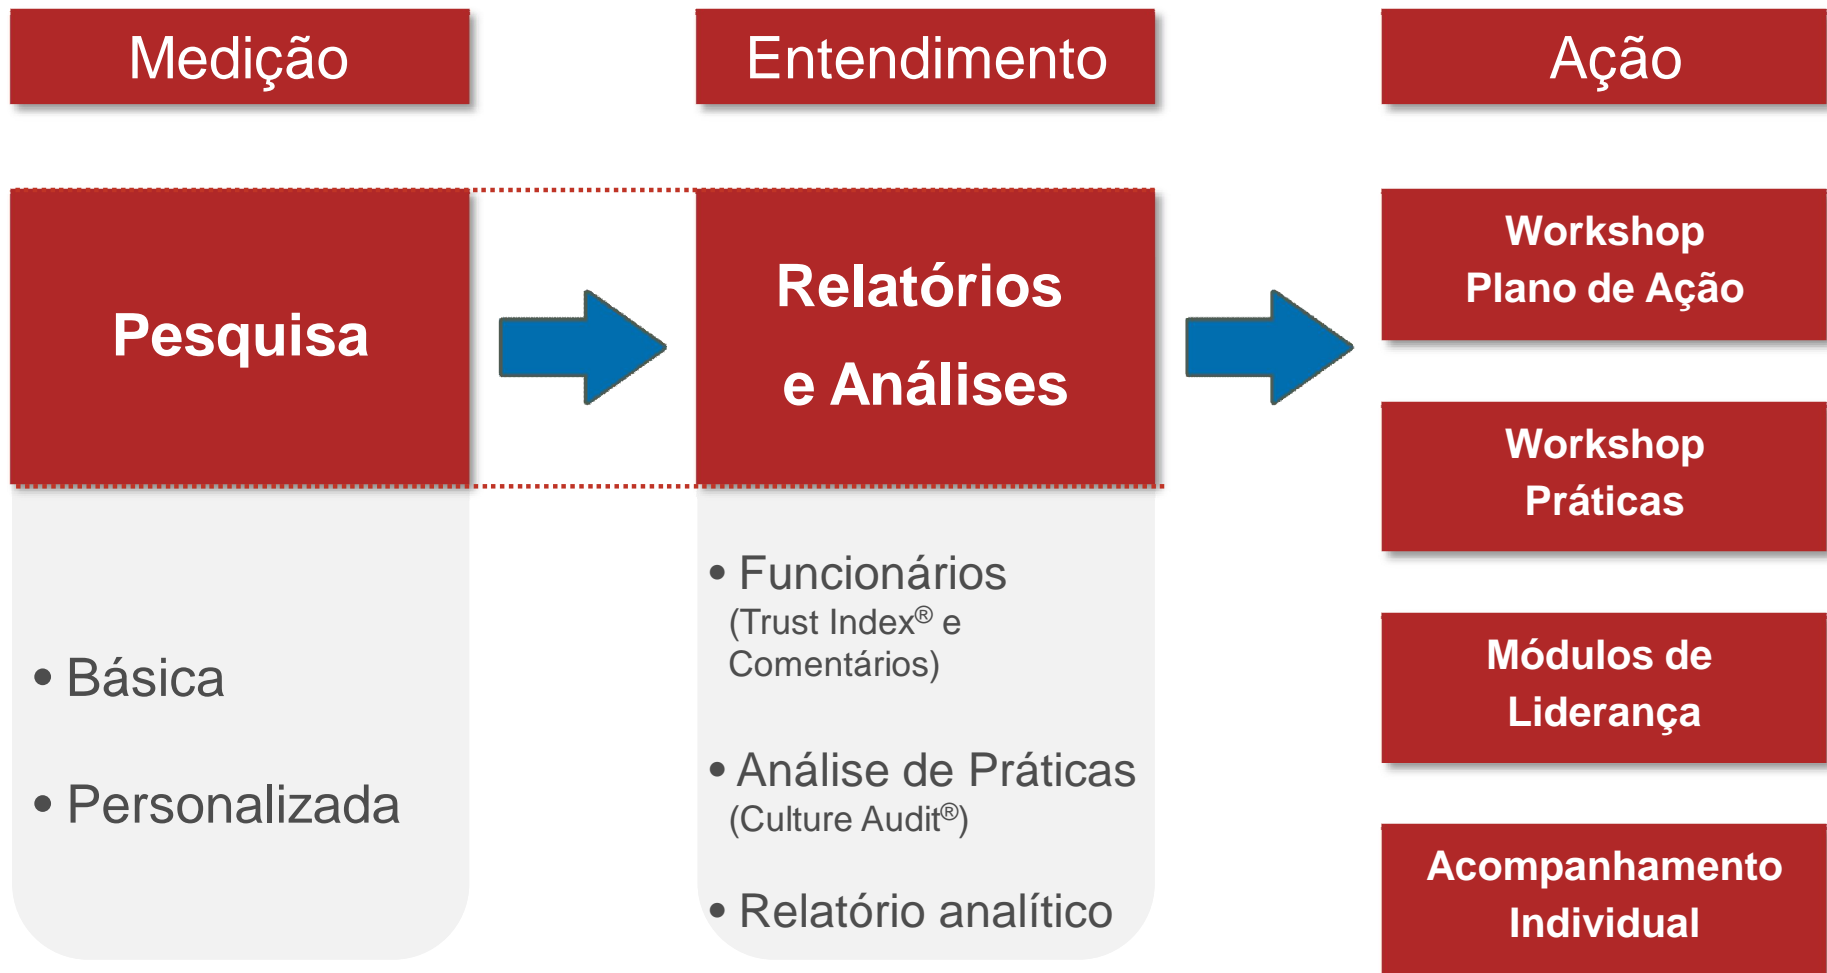 Medição
Entendimento
Ação
Pesquisa
• Básica
• Personalizada
Relatórios
e Análises
• Funcionários
(Trust Index® e
Comentários)
• Análise de Práticas
(Culture Audit®)
• Relatório analítico
Workshop
Plano de Ação
Workshop
Práticas
Módulos de
Liderança
Acompanhamento
Individual